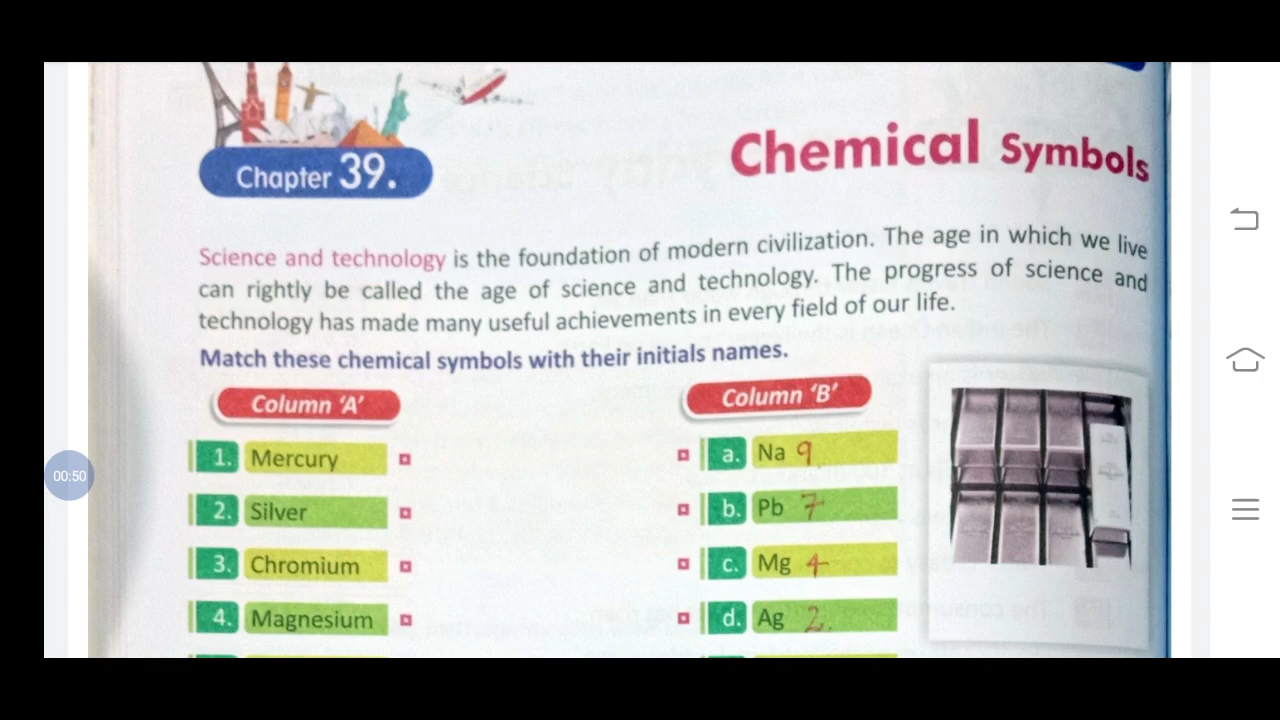 Chapter 39.
Chemical Symbols
Science and technology is the foundation of modern civilization. The age in which we live
can rightly be called the age of science and technology. The progress of science and
technology has made many useful achievements in every field of our life.
Match these chemical symbols with their initials names.
Column ‘A’
Column ‘B’
1. Mercury
a. Na 9
2. Silver
b. Pb 7
3. Chromium
c. Mg 4
4. Magnesium
d. Ag 2.
00:50